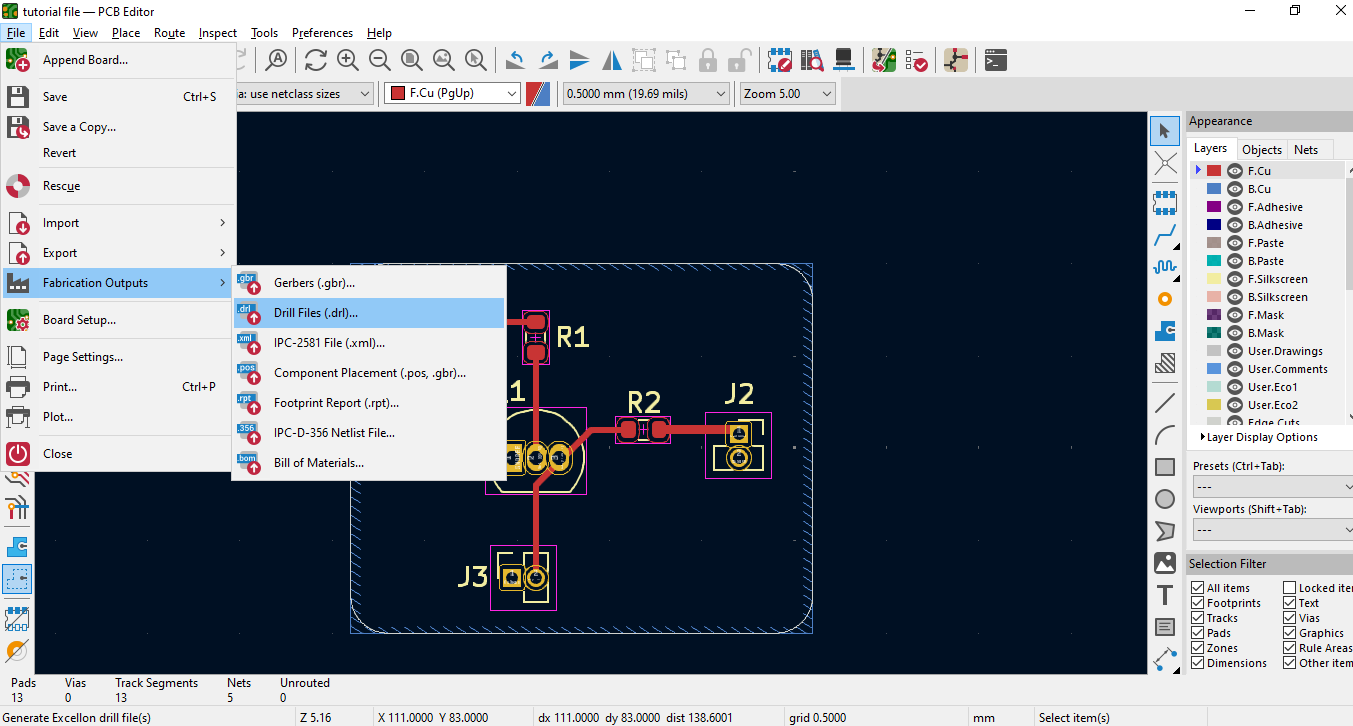 tutorial file — PCB Editor
File Edit View Place Route Inspect Tools Preferences Help
Append Board...
Save Ctrl+S
Save a Copy...
Revert
Rescue
Import
Export
Fabrication Outputs
Board Setup...
Page Settings...
Print... Ctrl+P
Plot...
Close
.gbr Gerbers (.gbr)...
.drl Drill Files (.drl)...
.xml IPC-2581 File (.xml)...
.pos Component Placement (.pos, .gbr)...
.rpt Footprint Report (.rpt)...
.356 IPC-D-356 Netlist File...
.bom Bill of Materials...
: use netclass sizes
F.Cu (PgUp)
0.5000 mm (19.69 mils)
Zoom 5.00
R1
1
R2
J2
J3
Appearance
Layers Objects Nets
F.Cu
B.Cu
F.Adhesive
B.Adhesive
F.Paste
B.Paste
F.Silkscreen
B.Silkscreen
F.Mask
B.Mask
User.Drawings
User.Comments
User.Eco1
User.Eco2
Edge Cuts
Layer Display Options
Presets (Ctrl+Tab):
---
Viewports (Shift+Tab):
---
Selection Filter
All items Locked ite
Footprints Text
Tracks Vias
Pads Graphics
Zones Rule Areas
Dimensions Other item
Pads Vias Track Segments Nets Unrouted
13 0 13 5 0
Generate Excellon drill file(s) Z 5.16 X 111.0000 Y 83.0000 dx 111.0000 dy 83.0000 dist 138.6001 grid 0.5000 mm Select item(s)